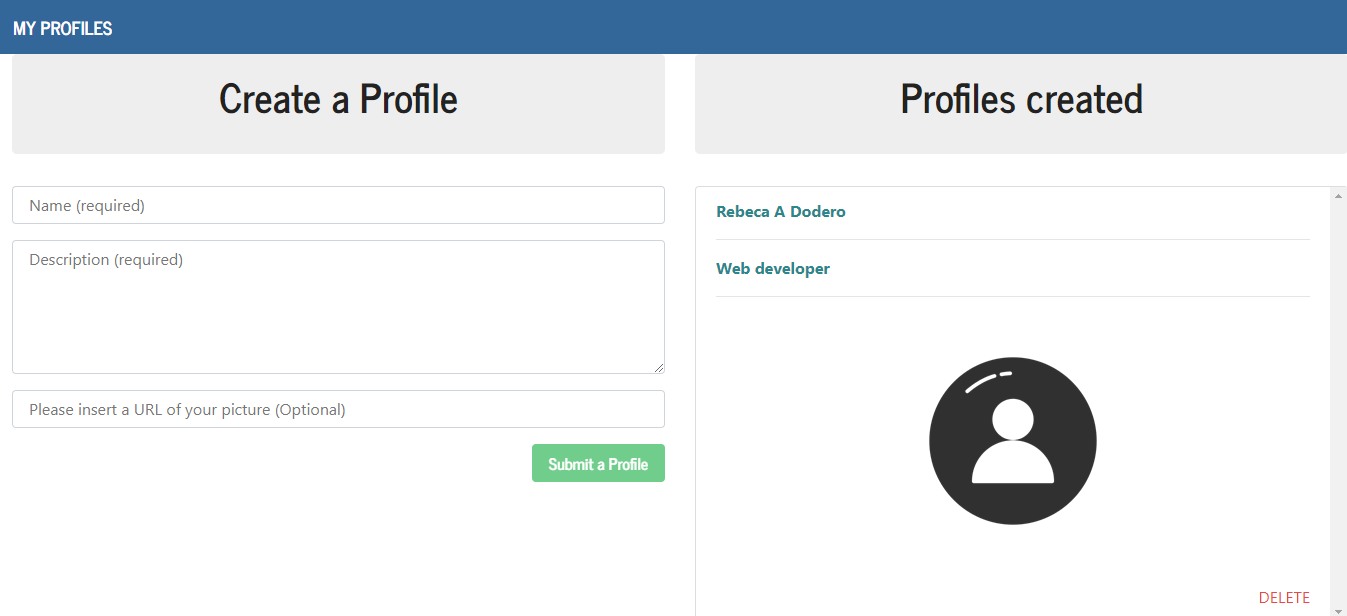 MY PROFILES
Create a Profile
Name (required)
Description (required)
Please insert a URL of your picture (Optional)
Submit a Profile
Profiles created
Rebeca A Dodero
Web developer
DELETE